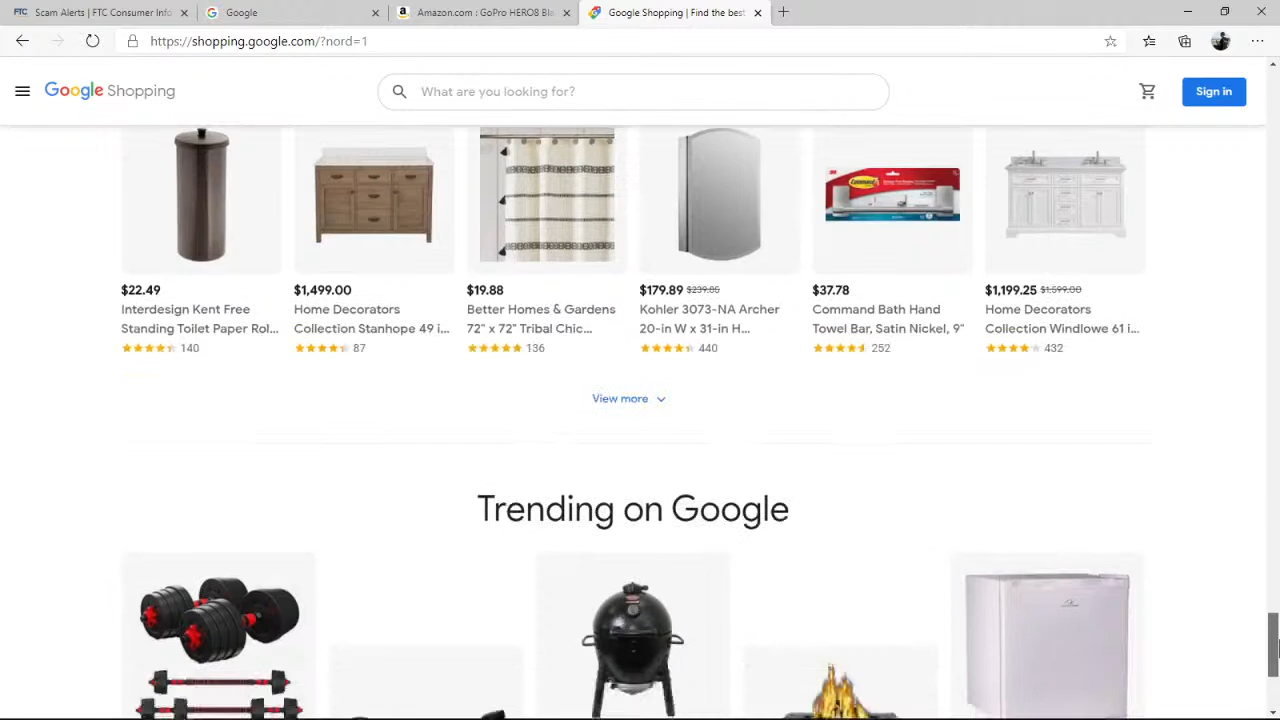 FTC Scam Alerts | FTC Consumer Info
Google
Amazon.com : GoPro HERO8 Bla
Google Shopping | Find the best
https://shopping.google.com/?nord=1
Google Shopping
What are you looking for?
Sign in
Command
$22.49
$1,499.00
$19.88
$179.89 $239.85
$37.78
$1,199.25 $1,599.00
Interdesign Kent Free
Standing Toilet Paper Rol...
Home Decorators
Collection Stanhope 49 i...
Better Homes & Gardens
72" x 72" Tribal Chic...
Kohler 3073-NA Archer
20-in W x 31-in H...
Command Bath Hand
Towel Bar, Satin Nickel, 9"
Home Decorators
Collection Windlowe 61 i...
140
87
136
440
252
432
View more
Trending on Google